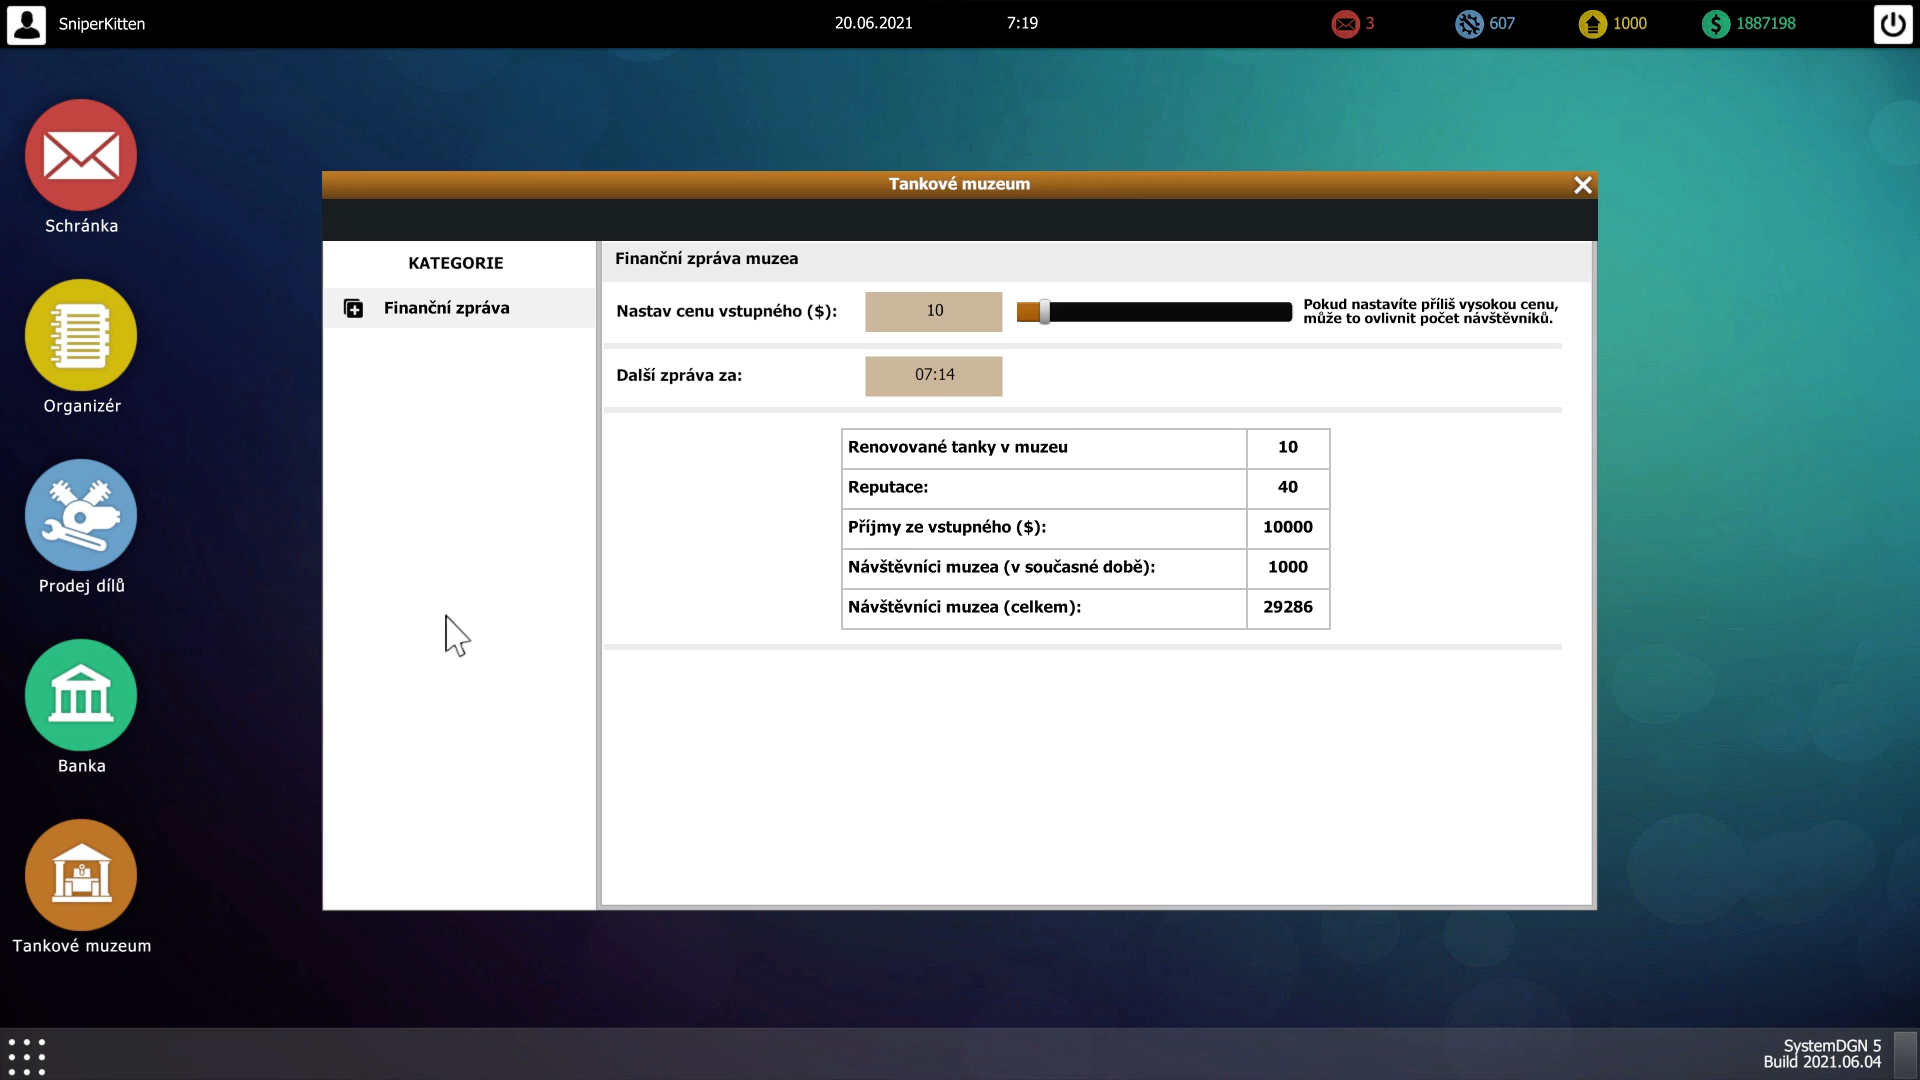 SniperKitten
20.06.2021
7:19
3
607
1000
1887198
Schránka
Organizér
Prodej dílů
Banka
Tankové muzeum
Tankové muzeum
KATEGORIE
Finanční zpráva
Finanční zpráva muzea
Nastav cenu vstupného ($):
10
Pokud nastavíte příliš vysokou cenu,
může to ovlivnit počet návštěvníků.
Další zpráva za:
07:14
Renovované tanky v muzeu 10
Reputace: 40
Příjmy ze vstupného ($): 10000
Návštěvníci muzea (v současné době): 1000
Návštěvníci muzea (celkem): 29286
SystemDGN 5
Build 2021.06.04